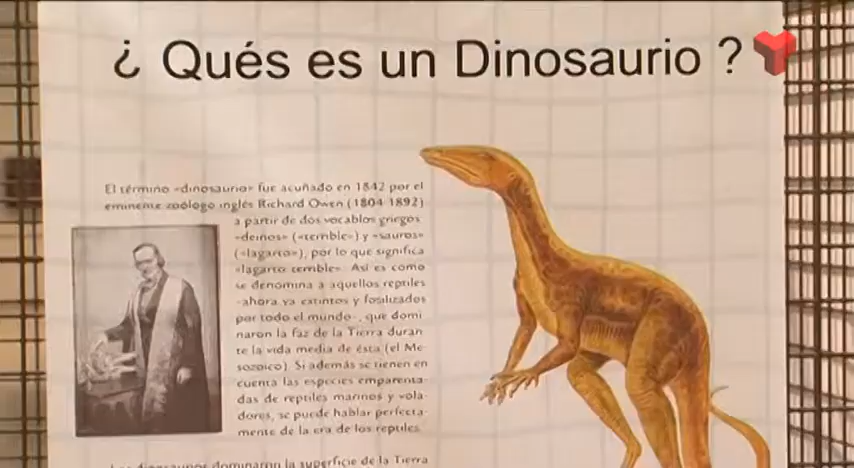 ¿ Qués es un Dinosaurio ?
El término «dinosaurio» fue acuñado en 1842 por el
eminente zoólogo inglés Richard Owen (1804-1892)
a partir de dos vocablos griegos
«deinos» («terrible») y «sauros»
(«lagarto»), por lo que significa
«lagarto terrible». Así es como
se denomina a aquellos reptiles
-ahora ya extintos y fosilizados
por todo el mundo-, que domi-
naron la faz de la Tierra duran-
te la vida media de ésta (el Me-
sozoico). Si además se tienen en
cuenta las especies emparenta-
das de reptiles marinos y vola-
dores, se puede hablar perfecta-
mente de la era de los reptiles.
Los dinosaurios dominaron la superficie de la Tierra